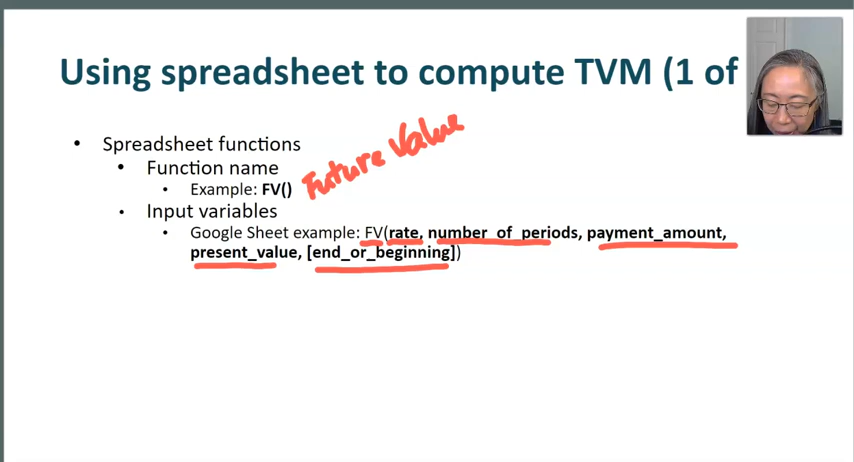 Using spreadsheet to compute TVM (1 of
• Spreadsheet functions
• Function name
• Example: FV()
Future Value
• Input variables
• Google Sheet example: FV(rate, number_of_periods, payment_amount,
present_value, [end_or_beginning])